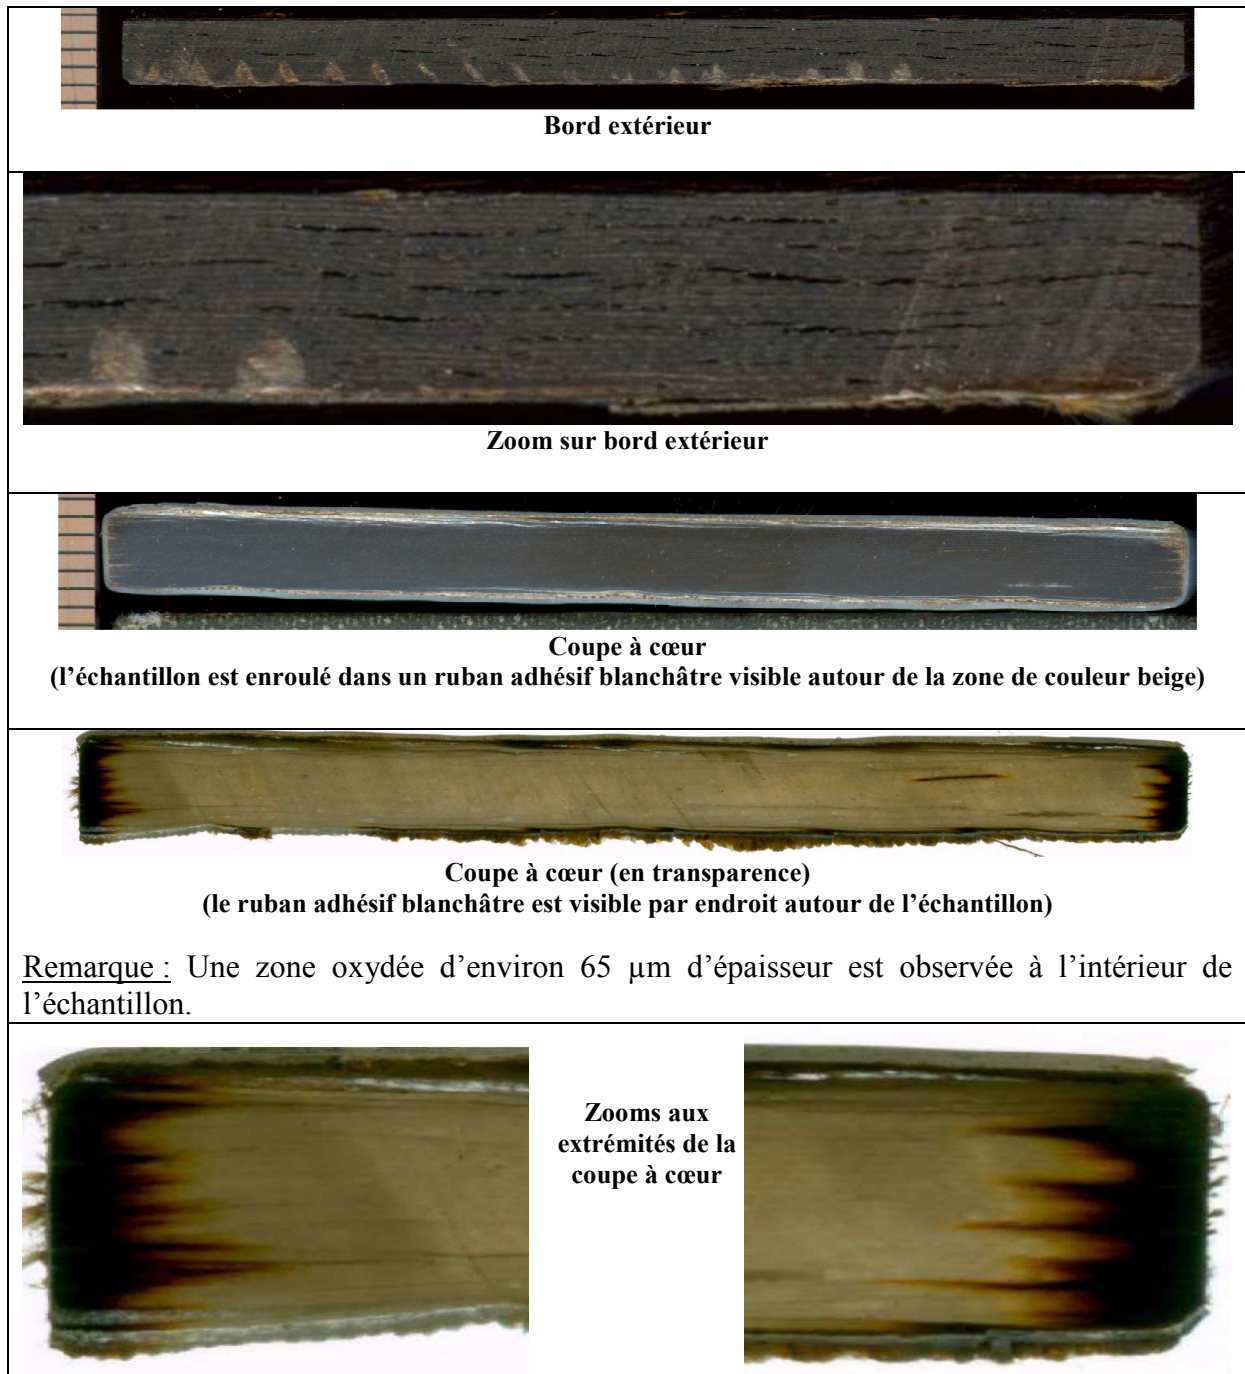 Bord extérieur
Zoom sur bord extérieur
Coupe à cœur
(l’échantillon est enroulé dans un ruban adhésif blanchâtre visible autour de la zone de couleur beige)
Coupe à cœur (en transparence)
(le ruban adhésif blanchâtre est visible par endroit autour de l’échantillon)
Remarque : Une zone oxydée d’environ 65 µm d’épaisseur est observée à l’intérieur de
l’échantillon.
Zooms aux
extrémités de la
coupe à cœur